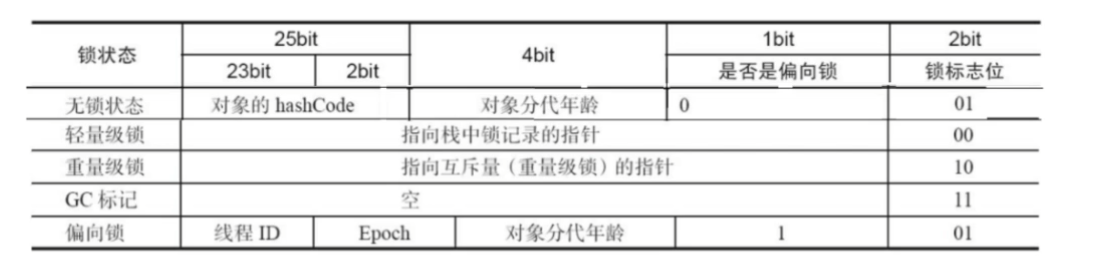 锁状态 25bit 4bit 1bit 2bit
23bit 2bit 是否是偏向锁 锁标志位
无锁状态 对象的 hashCode 对象分代年龄 0 01
轻量级锁 指向栈中锁记录的指针 00
重量级锁 指向互斥量（重量级锁）的指针 10
GC 标记 空 11
偏向锁 线程 ID Epoch 对象分代年龄 1 01